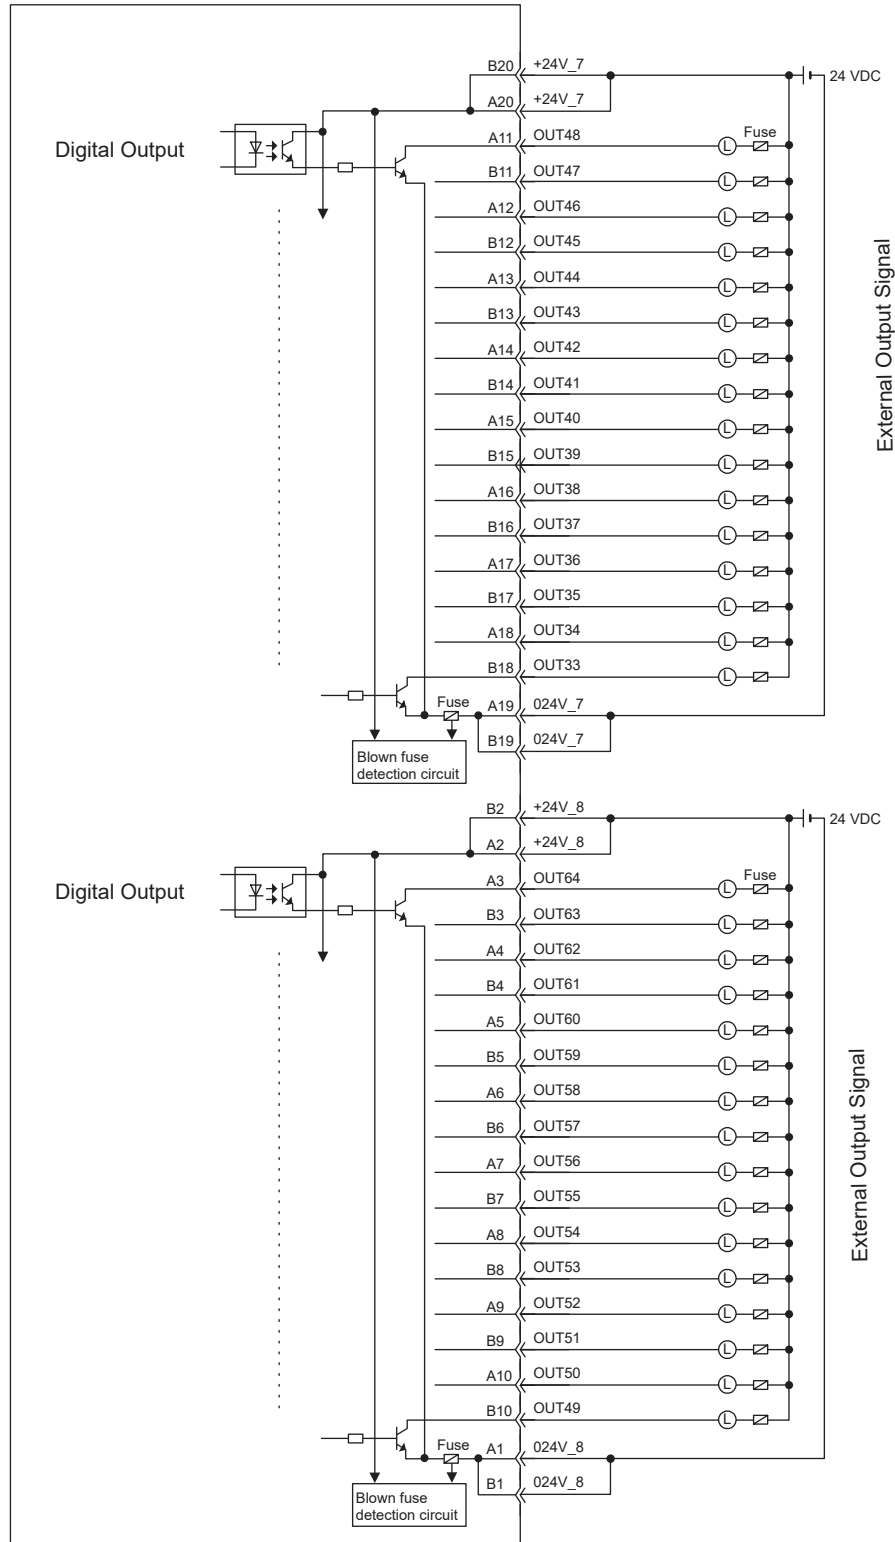 B20 +24V_7
24 VDC
A20 +24V_7
Digital Output
A11 OUT48 L Fuse
B11 OUT47 L
A12 OUT46 L
B12 OUT45 L
A13 OUT44 L
B13 OUT43 L
A14 OUT42 L
B14 OUT41 L
A15 OUT40 L
B15 OUT39 L
A16 OUT38 L
B16 OUT37 L
A17 OUT36 L
B17 OUT35 L
A18 OUT34 L
B18 OUT33 L
External Output Signal
Fuse
A19 024V_7
B19 024V_7
Blown fuse
detection circuit
B2 +24V_8
24 VDC
A2 +24V_8
Digital Output
A3 OUT64 L Fuse
B3 OUT63 L
A4 OUT62 L
B4 OUT61 L
A5 OUT60 L
B5 OUT59 L
A6 OUT58 L
B6 OUT57 L
A7 OUT56 L
B7 OUT55 L
A8 OUT54 L
B8 OUT53 L
A9 OUT52 L
B9 OUT51 L
A10 OUT50 L
B10 OUT49 L
External Output Signal
Fuse
A1 024V_8
B1 024V_8
Blown fuse
detection circuit